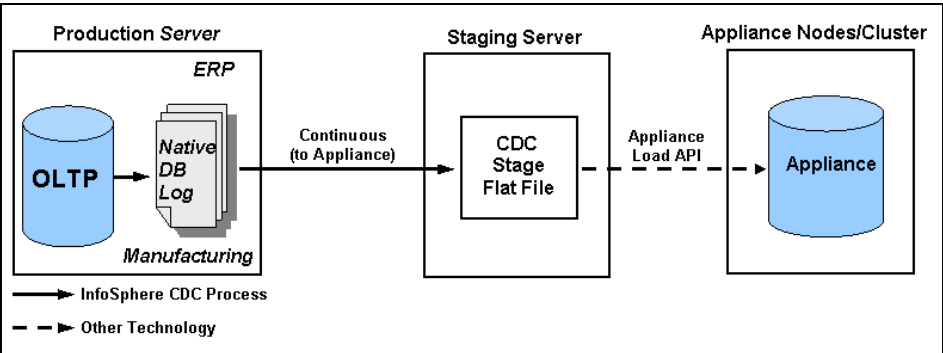 Production Server
ERP
OLTP
Native
DB
Log
Manufacturing
Continuous
(to Appliance)
Staging Server
CDC
Stage
Flat File
Appliance
Load API
Appliance Nodes/Cluster
Appliance
InfoSphere CDC Process
Other Technology